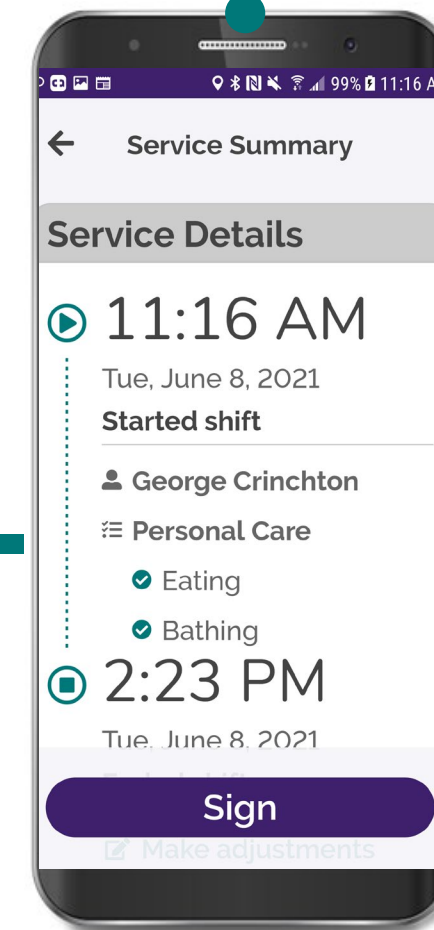 99% 11:16 A
Service Summary
Service Details
11:16 AM
Tue, June 8, 2021
Started shift
George Crinchton
Personal Care
Eating
Bathing
2:23 PM
Tue, June 8, 2021
Sign
Make adjustments